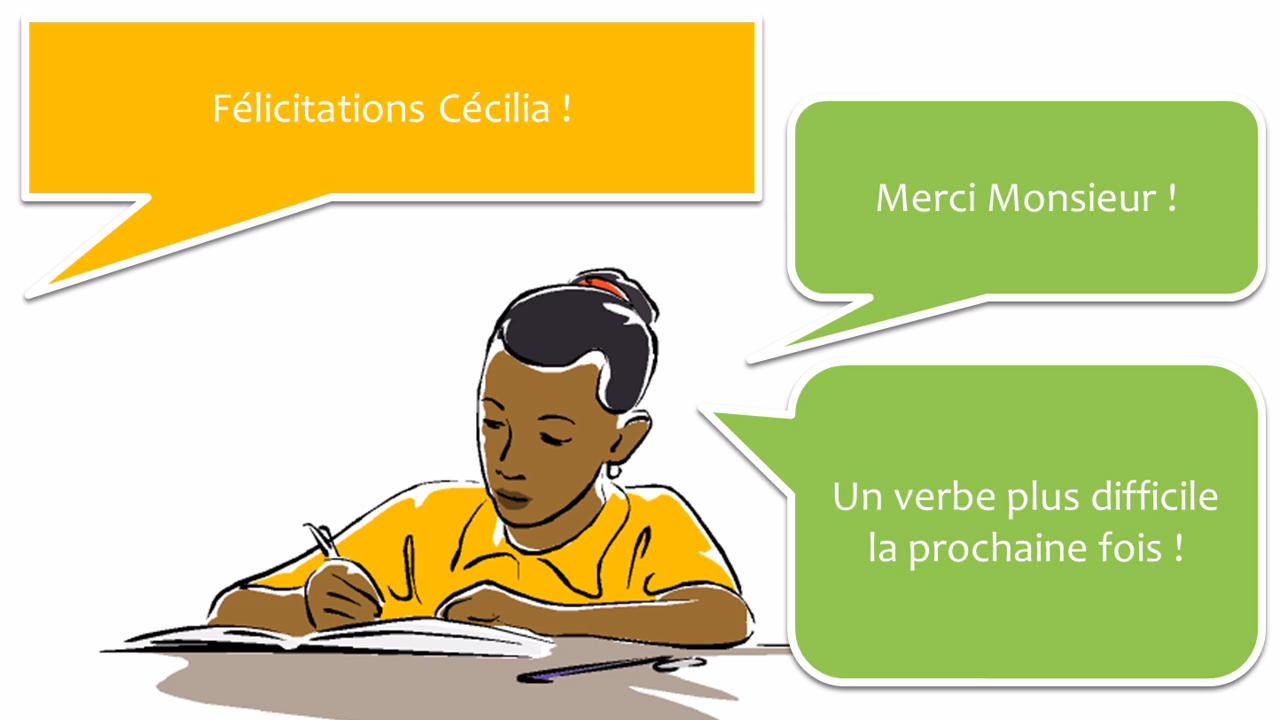 Félicitations Cécilia !
Merci Monsieur !
Un verbe plus difficile
la prochaine fois !